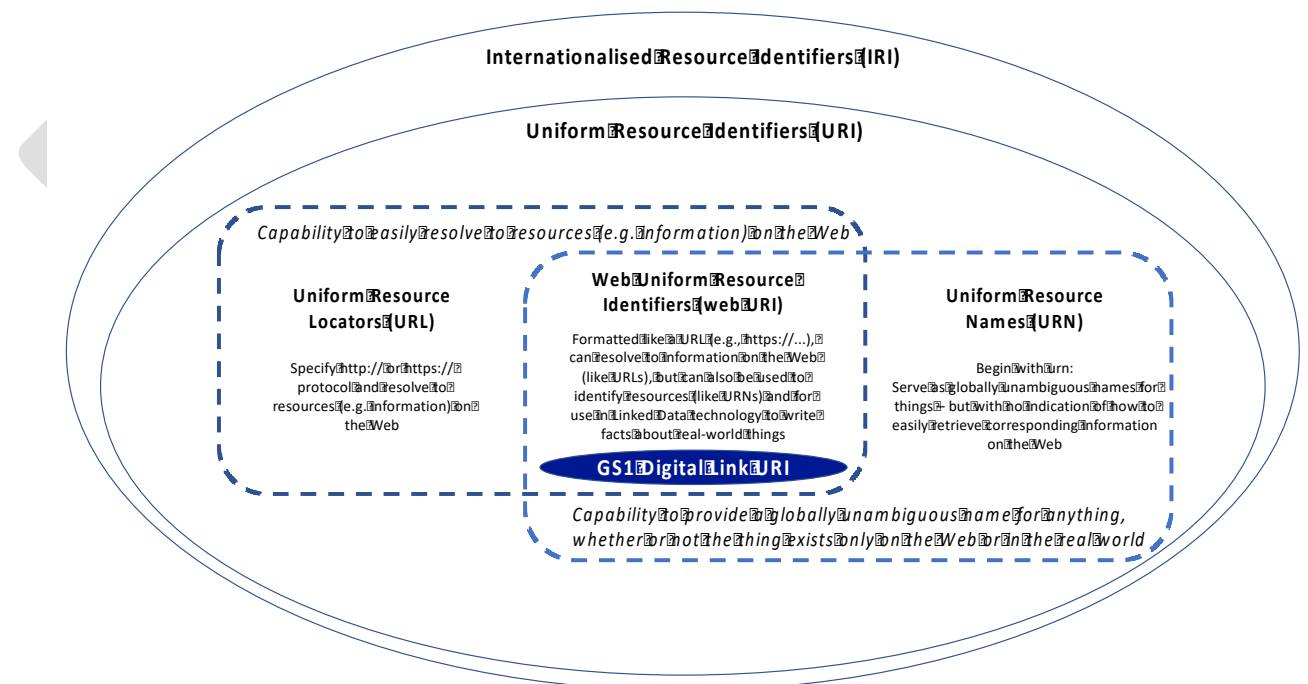 Internationalised Resource Identifiers (IRI)
Uniform Resource Identifiers (URI)
Capability to easily resolve to resources (e.g. information) on the Web
Uniform Resource
Locators (URL)
Specify http:// or https://
protocol and resolve to
resources (e.g. information) on
the Web
Web Uniform Resource
Identifiers (web URI)
Formatted like a URL (e.g., https://...),
can resolve to information on the Web
(like URLs), but can also be used to
identify resources (like URNs) and for
use in Linked Data technology to write
facts about real-world things
GS1 Digital Link URI
Uniform Resource
Names (URN)
Begin with urn:
Serve as globally unambiguous names for
things – but with no indication of how to
easily retrieve corresponding information
on the Web
Capability to provide a globally unambiguous name for anything,
whether or not the thing exists only on the Web or in the real world